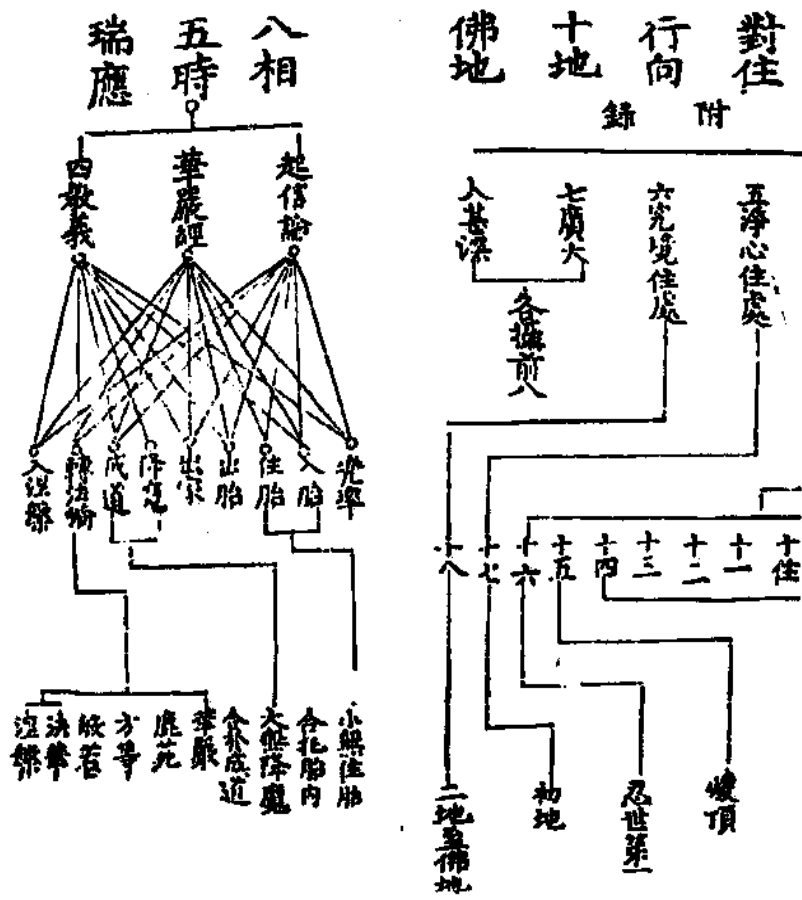 對住
行向
十地
佛地
附錄
五淨心住處
六究竟住處
七廣大
八甚深
各攝前八
十住
十一
十二
十三
十四
十五
十六
十七
十八
煖頂
忍世第一
初地
二地至佛地
八相
五時
瑞應
起信論
華嚴經
四教義
兜率
入胎
住胎
出胎
出家
降魔
成道
轉法輪
入涅槃
小無住胎
合托胎內
大無降魔
合於成道
華嚴
鹿苑
方等
般若
法華
涅槃